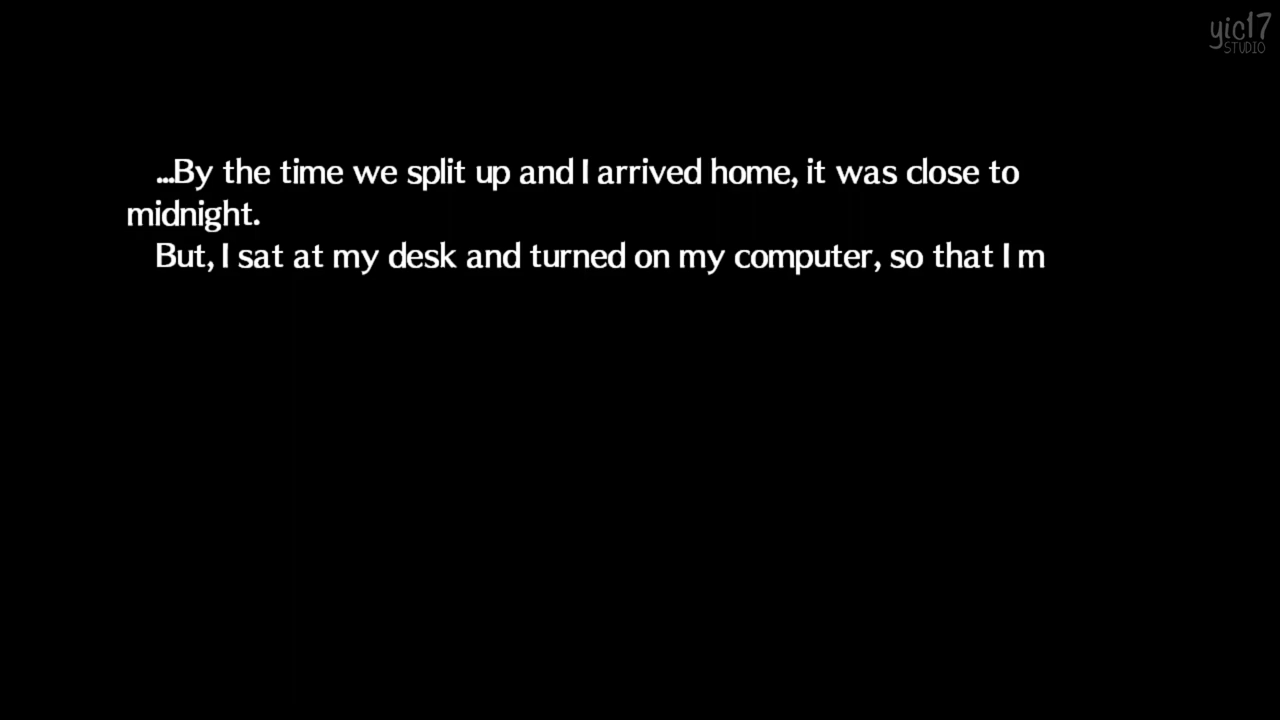 yic17
STUDIO
...By the time we split up and I arrived home, it was close to
midnight.
But, I sat at my desk and turned on my computer, so that I m